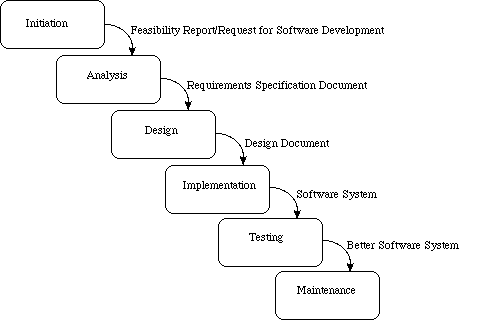 Initiation
Feasibility Report/Request for Software Development
Analysis
Requirements Specification Document
Design
Design Document
Implementation
Software System
Testing
Better Software System
Maintenance